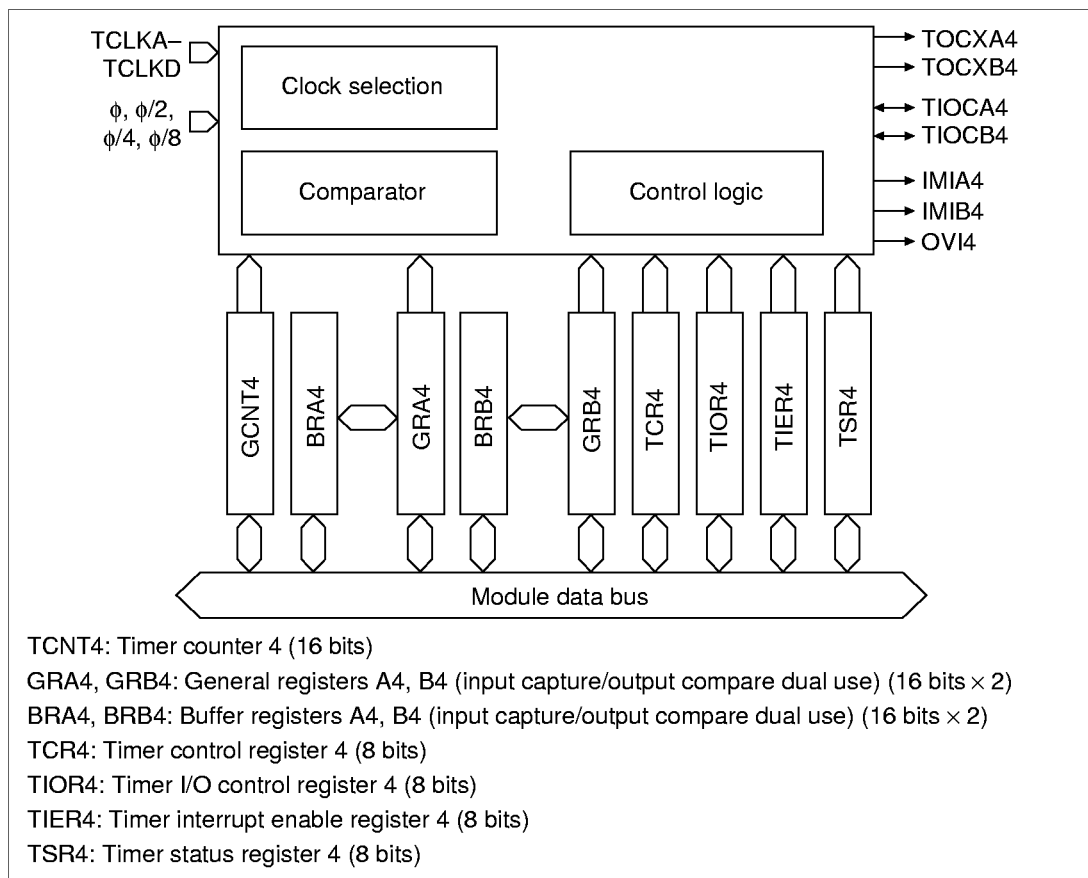 TCLKA–
TCLKD
ϕ, ϕ/2,
ϕ/4, ϕ/8
Clock selection
Comparator
Control logic
TOCXA4
TOCXB4
TIOCA4
TIOCB4
IMIA4
IMIB4
OVI4
GCNT4
BRA4
GRA4
BRB4
GRB4
TCR4
TIOR4
TIER4
TSR4
Module data bus
TCNT4: Timer counter 4 (16 bits)
GRA4, GRB4: General registers A4, B4 (input capture/output compare dual use) (16 bits × 2)
BRA4, BRB4: Buffer registers A4, B4 (input capture/output compare dual use) (16 bits × 2)
TCR4: Timer control register 4 (8 bits)
TIOR4: Timer I/O control register 4 (8 bits)
TIER4: Timer interrupt enable register 4 (8 bits)
TSR4: Timer status register 4 (8 bits)